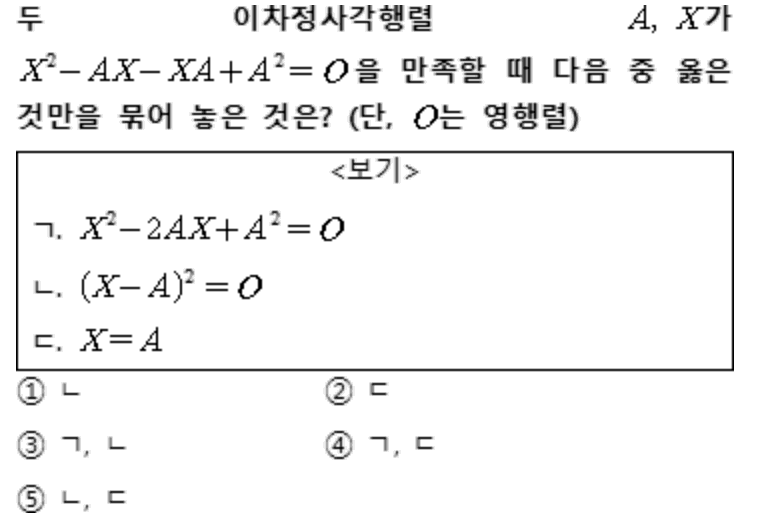 두 이차정사각행렬 A, X가
X²−AX−XA+A²=O을 만족할 때 다음 중 옳은
것만을 묶어 놓은 것은? (단, O는 영행렬)
<보기>
ㄱ. X²−2AX+A²=O
ㄴ. (X−A)²=O
ㄷ. X=A
① ㄴ ② ㄷ
③ ㄱ, ㄴ ④ ㄱ, ㄷ
⑤ ㄴ, ㄷ